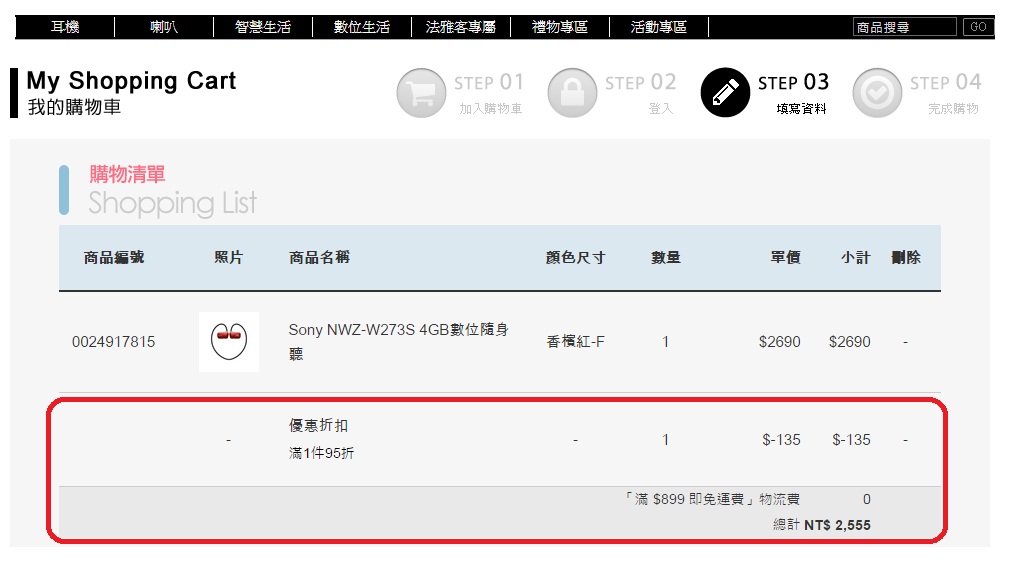 耳機 喇叭 智慧生活 數位生活 法雅客專屬 禮物專區 活動專區 商品搜尋 GO
My Shopping Cart
我的購物車
STEP 01
加入購物車
STEP 02
登入
STEP 03
填寫資料
STEP 04
完成購物
購物清單
Shopping List
商品編號 照片 商品名稱 顏色尺寸 數量 單價 小計 刪除
0024917815 Sony NWZ-W273S 4GB數位隨身 香檳紅-F 1 $2690 $2690 -
聽
- 優惠折扣 - 1 $-135 $-135 -
滿1件95折
「滿 $899 即免運費」物流費 0
總計 NT$ 2,555